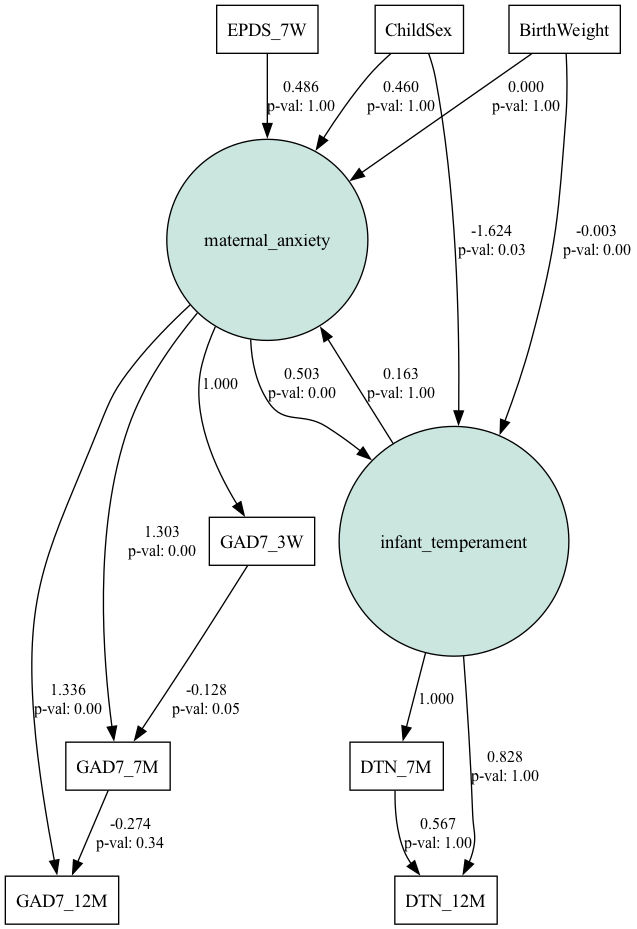 EPDS_7W
ChildSex
BirthWeight
0.486
p-val: 1.00
0.460
p-val: 1.00
0.000
p-val: 1.00
maternal_anxiety
-1.624
p-val: 0.03
-0.003
p-val: 0.00
1.000
0.503
p-val: 0.00
0.163
p-val: 1.00
1.303
p-val: 0.00
GAD7_3W
infant_temperament
1.336
p-val: 0.00
-0.128
p-val: 0.05
1.000
GAD7_7M
DTN_7M
0.828
p-val: 1.00
-0.274
p-val: 0.34
0.567
p-val: 1.00
GAD7_12M
DTN_12M